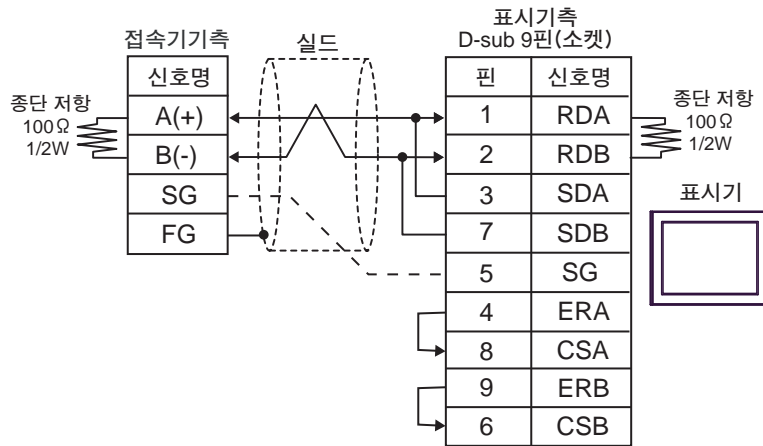 표시기측
D-sub 9핀(소켓)
접속기기측
실드
신호명
A(+)
B(-)
SG
FG
종단 저항
100Ω
1/2W
핀 신호명
1 RDA
2 RDB
3 SDA
7 SDB
5 SG
4 ERA
8 CSA
9 ERB
6 CSB
종단 저항
100Ω
1/2W
표시기